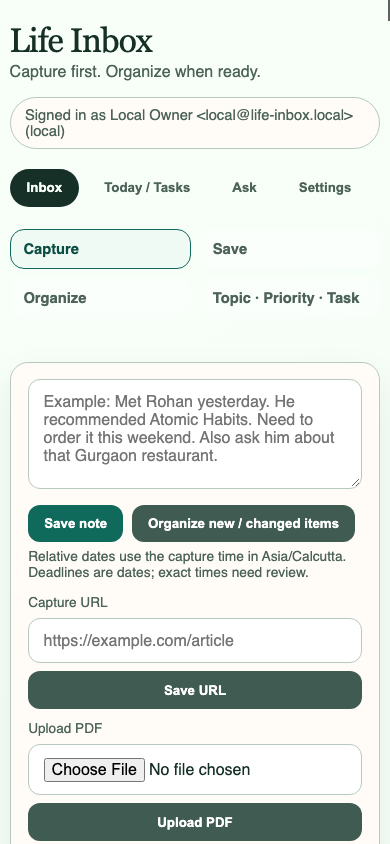 Life Inbox
Capture first. Organize when ready.
Signed in as Local Owner <local@life-inbox.local>
(local)
Inbox
Today / Tasks
Ask
Settings
Capture
Save
Organize
Topic · Priority · Task
Example: Met Rohan yesterday. He
recommended Atomic Habits. Need to
order it this weekend. Also ask him about
that Gurgaon restaurant.
Save note
Organize new / changed items
Relative dates use the capture time in Asia/Calcutta.
Deadlines are dates; exact times need review.
Capture URL
https://example.com/article
Save URL
Upload PDF
Choose File No file chosen
Upload PDF